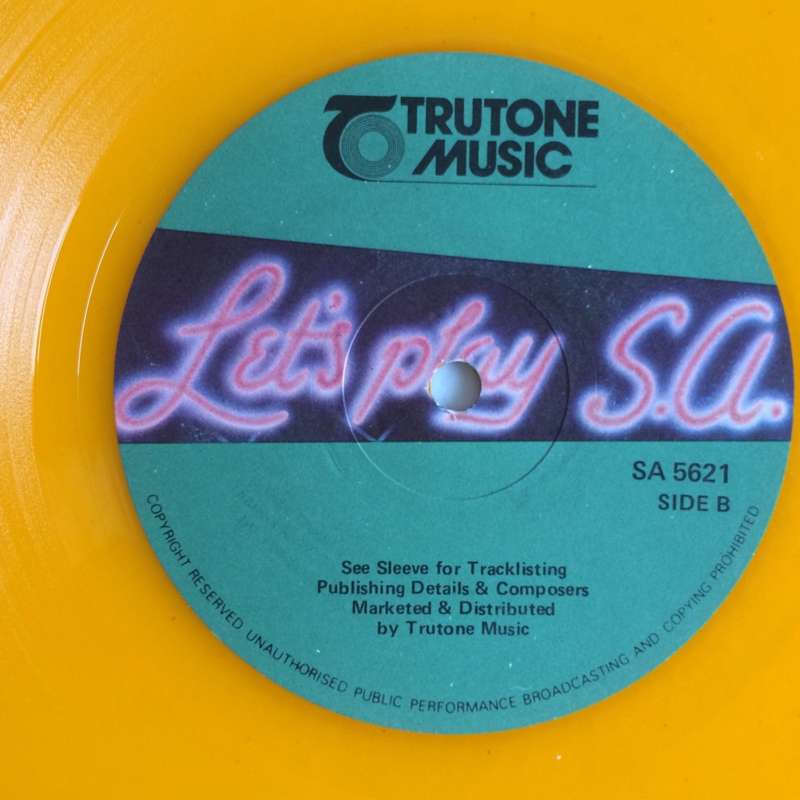 TRUTONE
MUSIC
Let's play S.A.
SA 5621
SIDE B
See Sleeve for Tracklisting
Publishing Details & Composers
Marketed & Distributed
by Trutone Music
COPYRIGHT RESERVED UNAUTHORISED PUBLIC PERFORMANCE BROADCASTING AND COPYING PROHIBITED